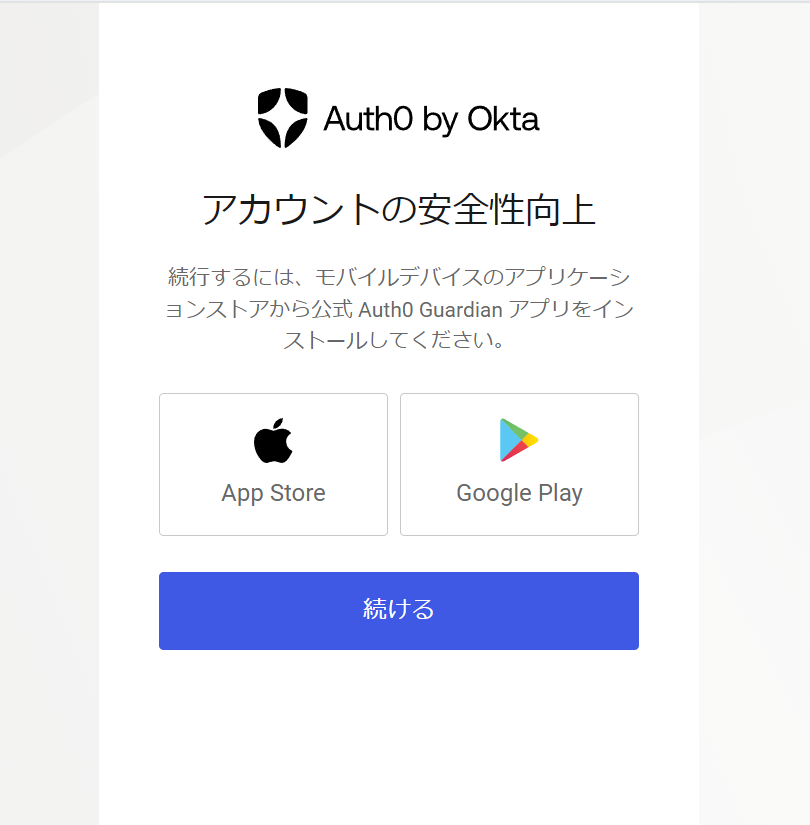 Auth0 by Okta
アカウントの安全性向上
続行するには、モバイルデバイスのアプリケーシ
ョンストアから公式 Auth0 Guardian アプリをイン
ストールしてください。
App Store
Google Play
続ける